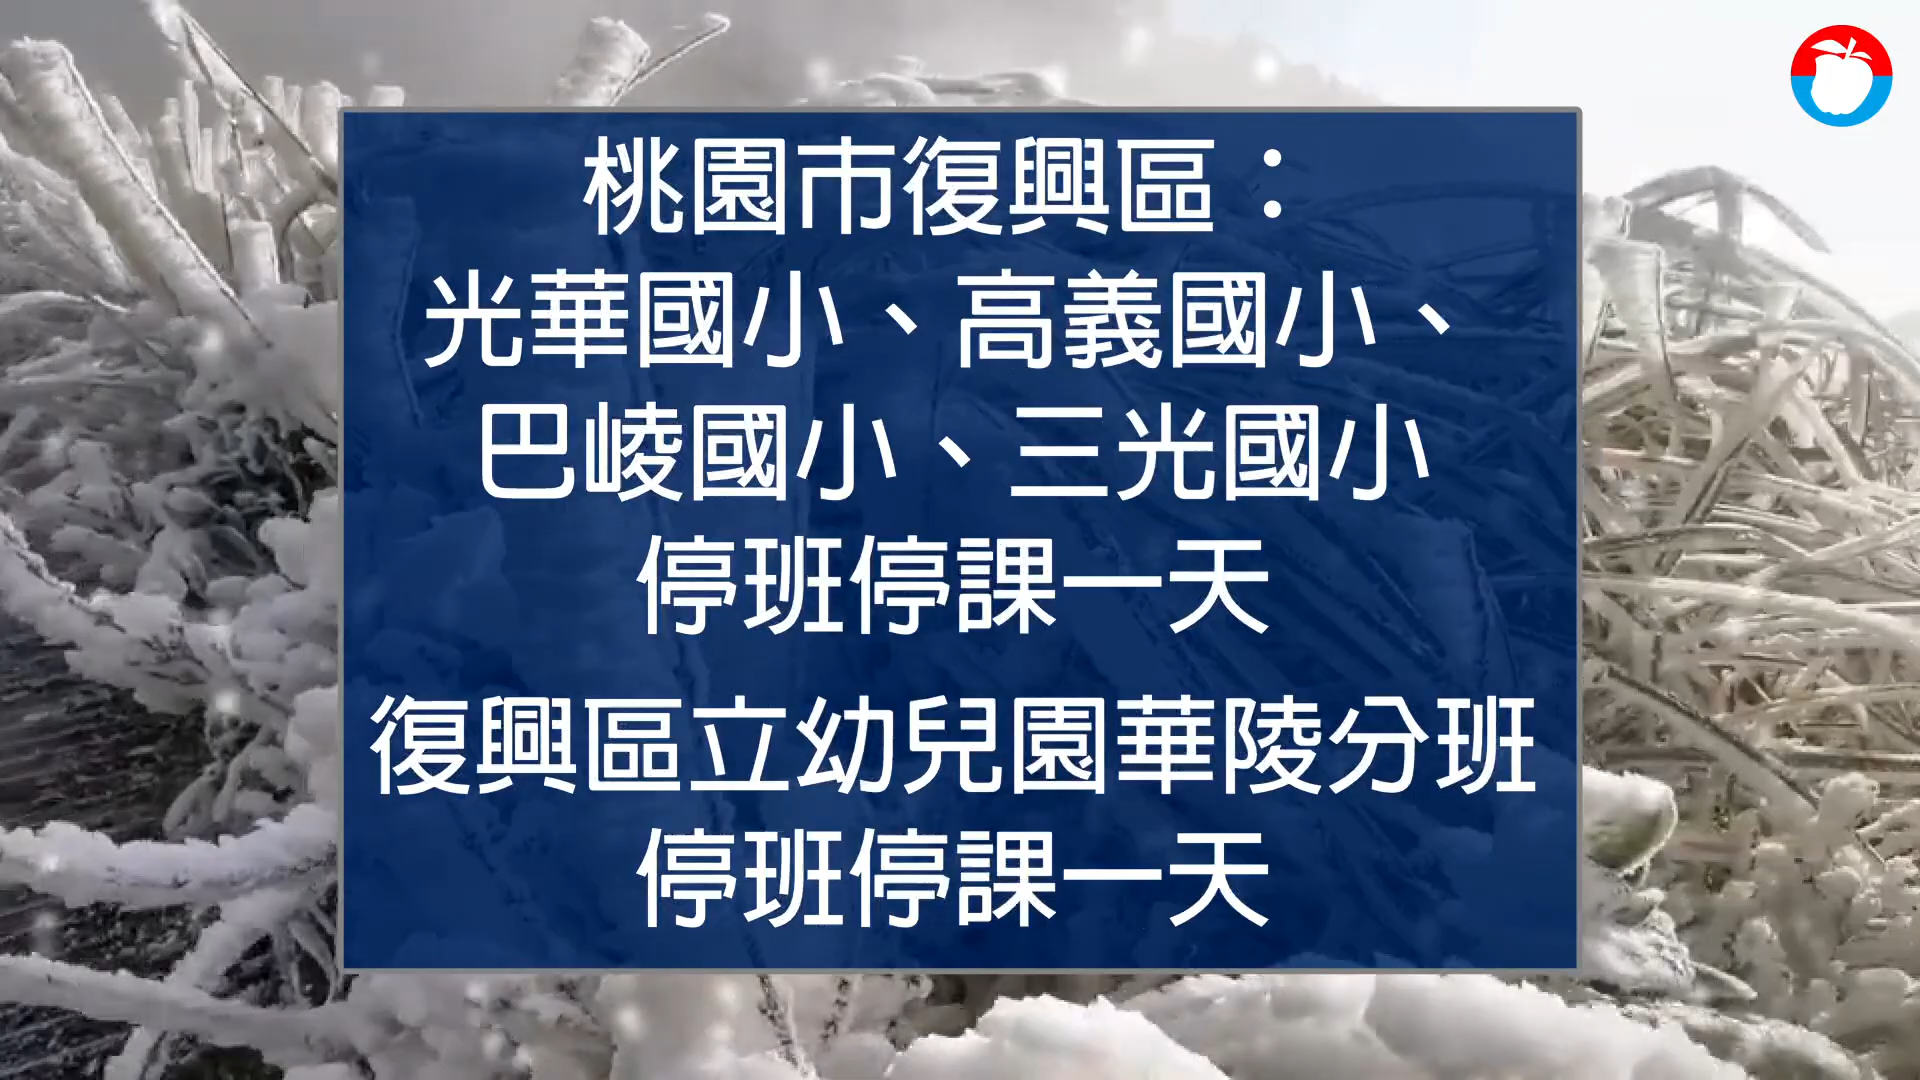 桃園市復興區：
光華國小、高義國小、
巴崚國小、三光國小
停班停課一天
復興區立幼兒園華陵分班
停班停課一天